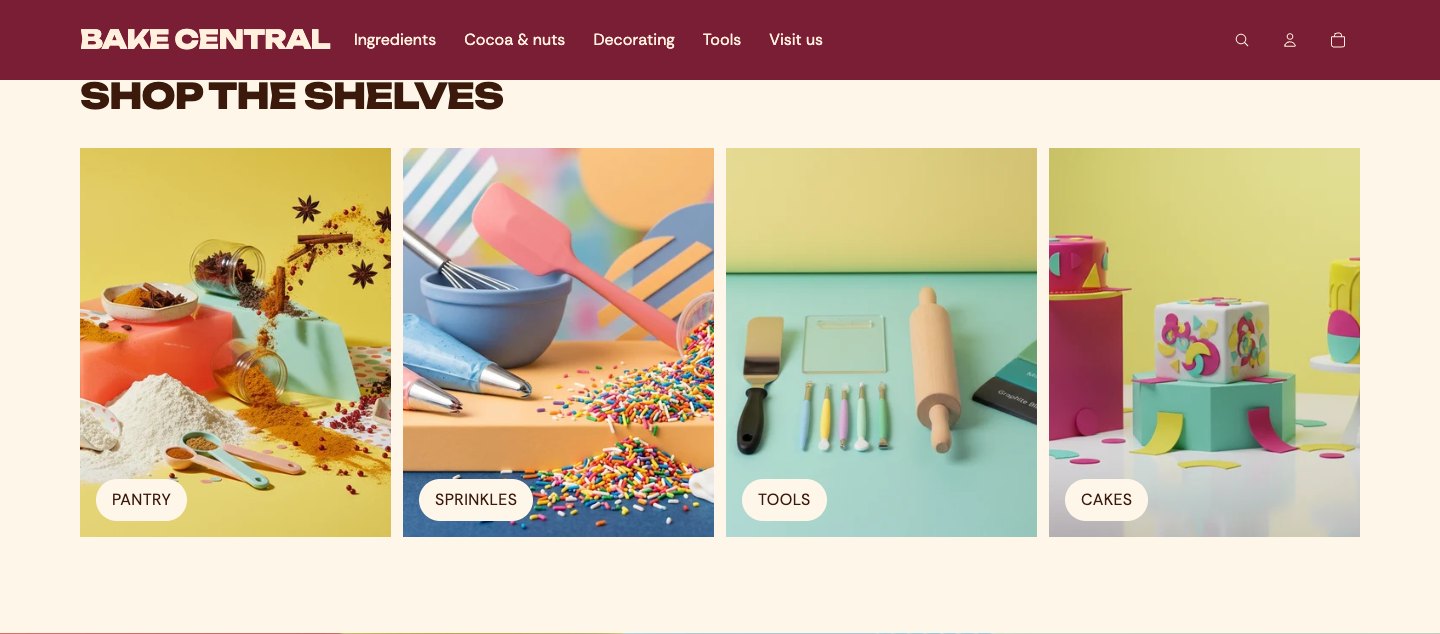 BAKE CENTRAL
Ingredients
Cocoa & nuts
Decorating
Tools
Visit us
SHOP THE SHELVES
PANTRY
SPRINKLES
TOOLS
CAKES